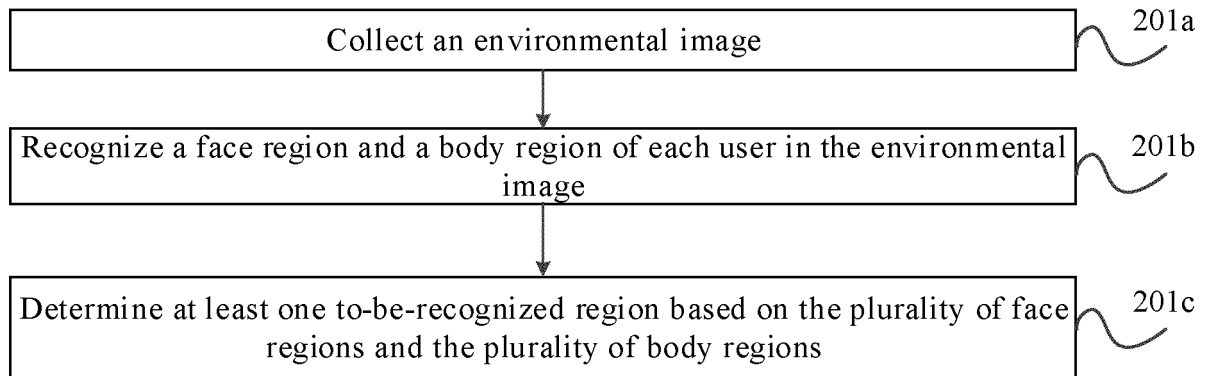 Collect an environmental image
201a
Recognize a face region and a body region of each user in the environmental
image
201b
Determine at least one to-be-recognized region based on the plurality of face
regions and the plurality of body regions
201c